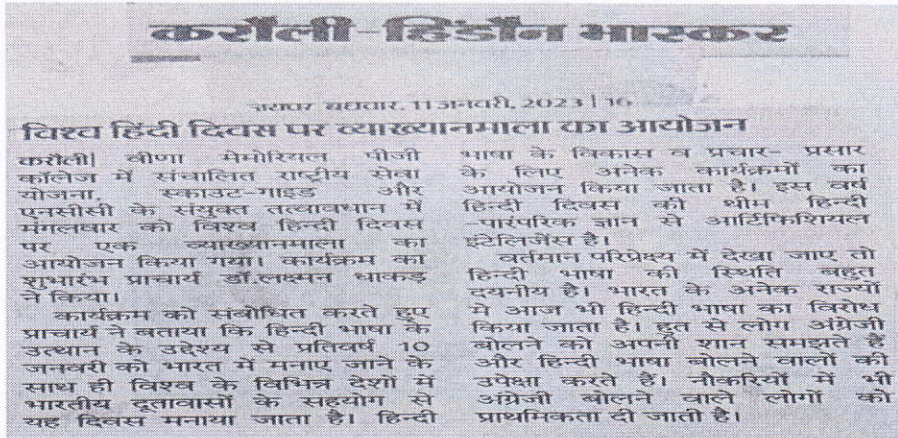 करौली-हिंडौन भास्कर
बुधवार, 11 जनवरी, 2023 | 16
विश्व हिंदी दिवस पर व्याख्यानमाला का आयोजन
करौली| वीणा मेमोरियल पीजी
कॉलेज में संचालित राष्ट्रीय सेवा
योजना, स्काउट-गाइड और
एनसीसी के संयुक्त तत्वावधान में
मंगलवार को विश्व हिन्दी दिवस
पर एक व्याख्यानमाला का
आयोजन किया गया। कार्यक्रम का
शुभारंभ प्राचार्य डॉ.लक्ष्मन धाकड़
ने किया।
कार्यक्रम को संबोधित करते हुए
प्राचार्य ने बताया कि हिन्दी भाषा के
उत्थान के उद्देश्य से प्रतिवर्ष 10
जनवरी को भारत में मनाए जाने के
साथ ही विश्व के विभिन्न देशों में
भारतीय दूतावासों के सहयोग से
यह दिवस मनाया जाता है। हिन्दी
भाषा के विकास व प्रचार- प्रसार
के लिए अनेक कार्यक्रमों का
आयोजन किया जाता है। इस वर्ष
हिन्दी दिवस की थीम हिन्दी
-पारंपरिक ज्ञान से आर्टिफिशियल
इंटेलिजेंस है।
वर्तमान परिप्रेक्ष्य में देखा जाए तो
हिन्दी भाषा की स्थिति बहुत
दयनीय है। भारत के अनेक राज्यों
मे आज भी हिन्दी भाषा का विरोध
किया जाता है। हुत से लोग अंग्रेजी
बोलने को अपनी शान समझते हैं
और हिन्दी भाषा बोलने वालों की
उपेक्षा करते हैं। नौकरियों में भी
अंग्रेजी बोलने वाले लोगों को
प्राथमिकता दी जाती है।